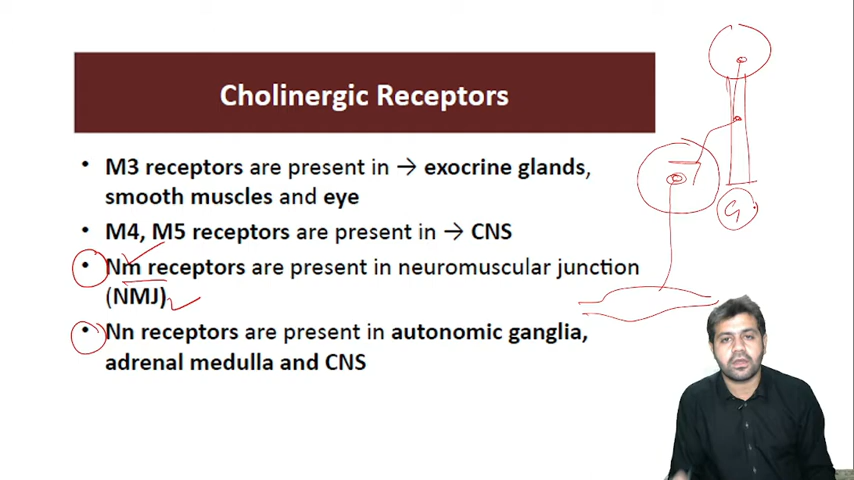 Cholinergic Receptors
• M3 receptors are present in → exocrine glands,
smooth muscles and eye
• M4, M5 receptors are present in → CNS
• Nm receptors are present in neuromuscular junction
(NMJ)
• Nn receptors are present in autonomic ganglia,
adrenal medulla and CNS
G